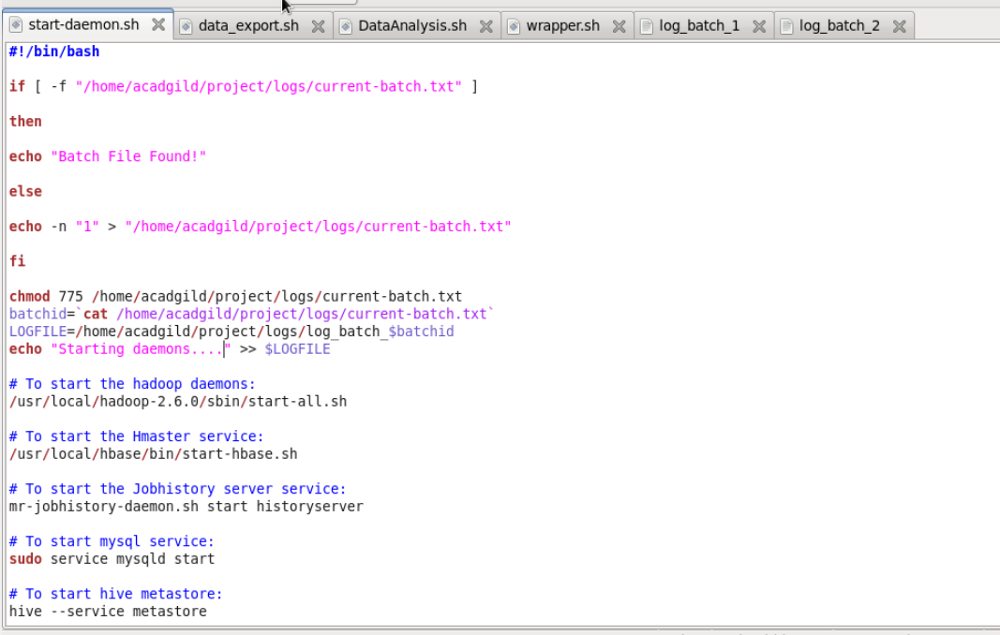 start-daemon.sh data_export.sh DataAnalysis.sh wrapper.sh log_batch_1 log_batch_2
#!/bin/bash
if [ -f "/home/acadgild/project/logs/current-batch.txt" ]
then
echo "Batch File Found!"
else
echo -n "1" > "/home/acadgild/project/logs/current-batch.txt"
fi
chmod 775 /home/acadgild/project/logs/current-batch.txt
batchid=`cat /home/acadgild/project/logs/current-batch.txt`
LOGFILE=/home/acadgild/project/logs/log_batch_$batchid
echo "Starting daemons...." >> $LOGFILE
# To start the hadoop daemons:
/usr/local/hadoop-2.6.0/sbin/start-all.sh
# To start the Hmaster service:
/usr/local/hbase/bin/start-hbase.sh
# To start the Jobhistory server service:
mr-jobhistory-daemon.sh start historyserver
# To start mysql service:
sudo service mysqld start
# To start hive metastore:
hive --service metastore